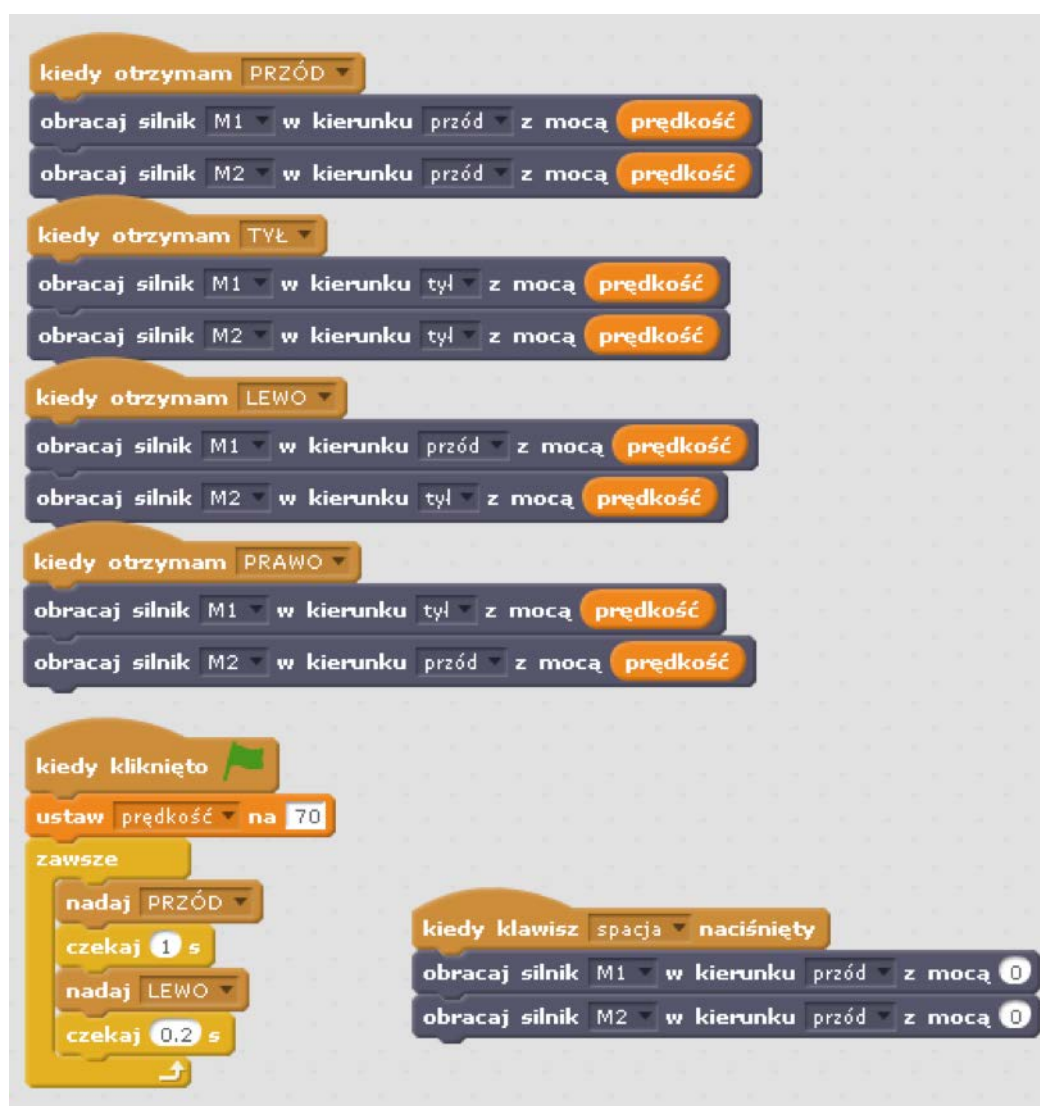 kiedy otrzymam PRZÓD
obracaj silnik M1 w kierunku przód z mocą prędkość
obracaj silnik M2 w kierunku przód z mocą prędkość
kiedy otrzymam TYŁ
obracaj silnik M1 w kierunku tył z mocą prędkość
obracaj silnik M2 w kierunku tył z mocą prędkość
kiedy otrzymam LEWO
obracaj silnik M1 w kierunku przód z mocą prędkość
obracaj silnik M2 w kierunku tył z mocą prędkość
kiedy otrzymam PRAWO
obracaj silnik M1 w kierunku tył z mocą prędkość
obracaj silnik M2 w kierunku przód z mocą prędkość
kiedy kliknięto
ustaw prędkość na 70
zawsze
nadaj PRZÓD
czekaj 1 s
nadaj LEWO
czekaj 0.2 s
kiedy klawisz spacja naciśnięty
obracaj silnik M1 w kierunku przód z mocą 0
obracaj silnik M2 w kierunku przód z mocą 0